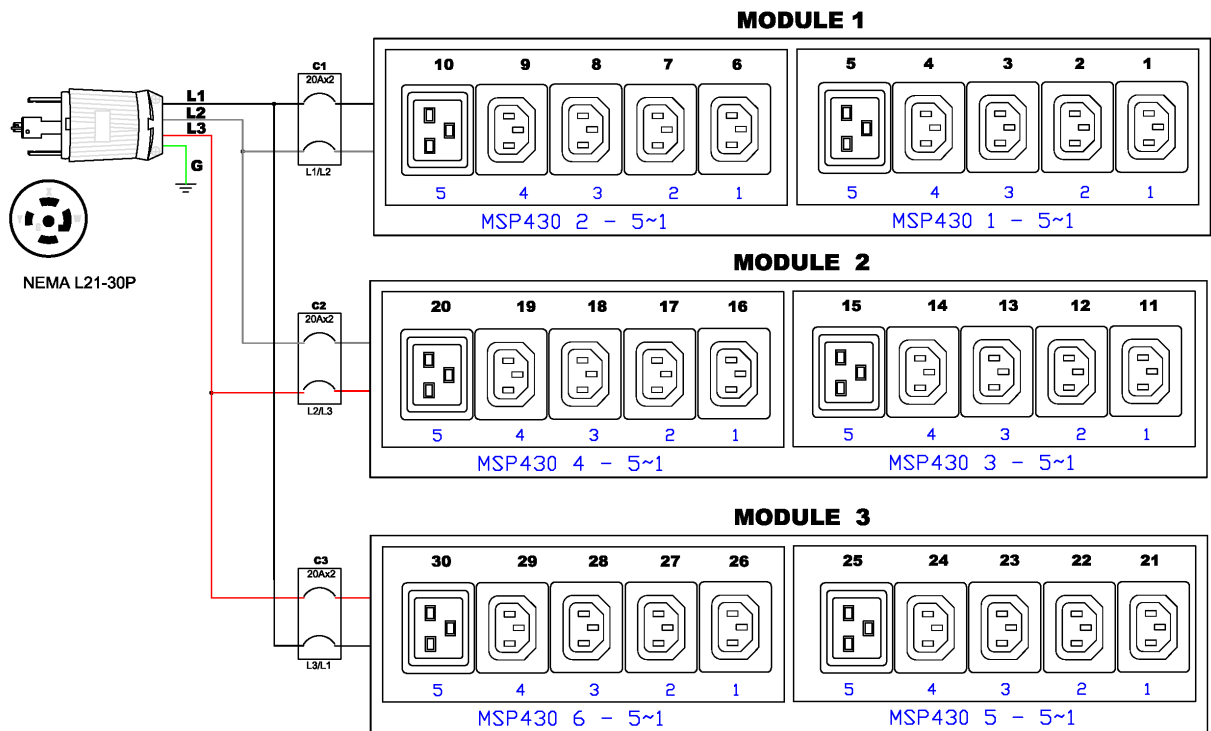 MODULE 1
C1
20Ax2
10 9 8 7 6 5 4 3 2 1
L1
L2
L3
G
L1/L2
5 4 3 2 1 5 4 3 2 1
MSP430 2 - 5~1 MSP430 1 - 5~1
NEMA L21-30P
MODULE 2
C2
20Ax2
20 19 18 17 16 15 14 13 12 11
L2/L3
5 4 3 2 1 5 4 3 2 1
MSP430 4 - 5~1 MSP430 3 - 5~1
MODULE 3
C3
20Ax2
30 29 28 27 26 25 24 23 22 21
L3/L1
5 4 3 2 1 5 4 3 2 1
MSP430 6 - 5~1 MSP430 5 - 5~1